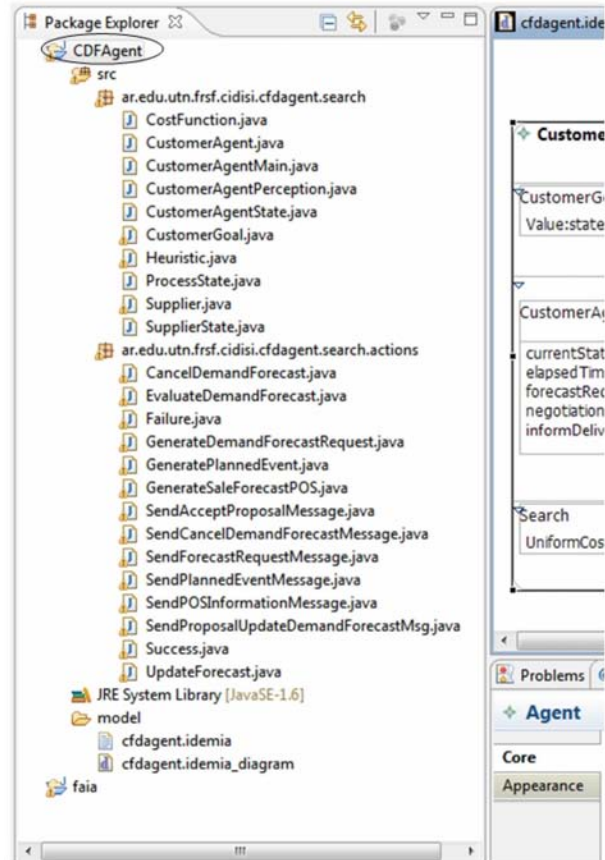 Package Explorer
CDFAgent
src
ar.edu.utn.frsf.cidisi.cfdagent.search
CostFunction.java
CustomerAgent.java
CustomerAgentMain.java
CustomerAgentPerception.java
CustomerAgentState.java
CustomerGoal.java
Heuristic.java
ProcessState.java
Supplier.java
SupplierState.java
ar.edu.utn.frsf.cidisi.cfdagent.search.actions
CancelDemandForecast.java
EvaluateDemandForecast.java
Failure.java
GenerateDemandForecastRequest.java
GeneratePlannedEvent.java
GenerateSaleForecastPOS.java
SendAcceptProposalMessage.java
SendCancelDemandForecastMessage.java
SendForecastRequestMessage.java
SendPlannedEventMessage.java
SendPOSInformationMessage.java
SendProposalUpdateDemandForecastMsg.java
Success.java
UpdateForecast.java
JRE System Library [JavaSE-1.6]
model
cfdagent.idemia
cfdagent.idemia_diagram
faia
cfdagent.ide
Custome
CustomerG
Value:state
CustomerA
currentStat
elapsedTim
forecastRec
negotiation
informDeliv
Search
UniformCos
Problems
Agent
Core
Appearance